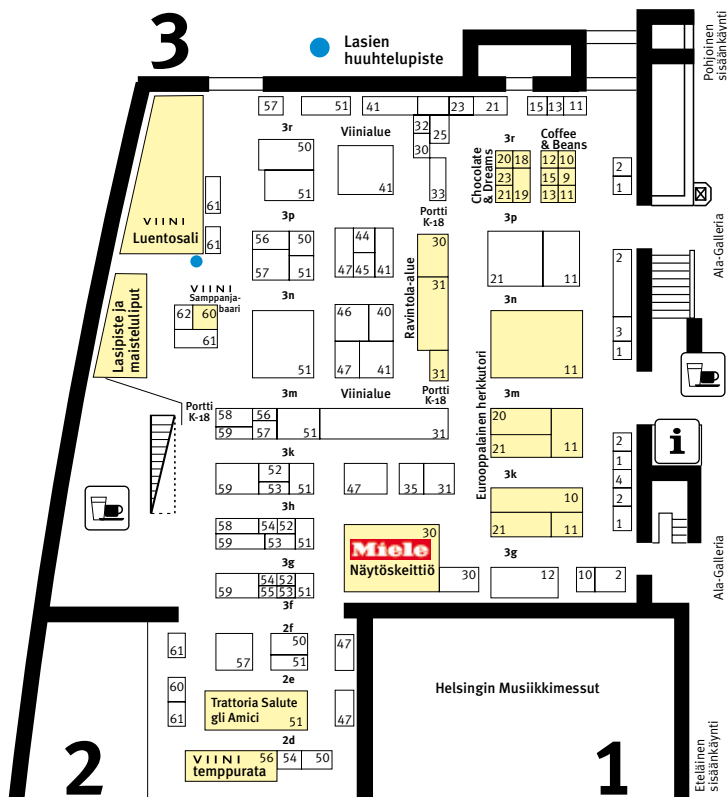 3
Lasien
huuhtelupiste
Pohjoinen
sisäänkäynti
57
51
41
23
21
15
13
11
3r
Viinialue
32
25
30
33
50
51
41
3r
Chocolate
& Dreams
20
18
23
21
19
Coffee
& Beans
12
10
15
9
13
11
2
1
61
VIINI
Luentosali
61
3p
Portti
K-18
3p
56
50
57
51
44
47
45
41
Ravintola-alue
30
31
31
21
11
2
3
1
Ala-Galleria
Lasipiste ja
maisteluliput
VIINI
Samppanja-
baari
62
60
61
3n
51
46
40
47
41
3n
11
Eurooppalainen herkkutori
3m
Viinialue
Portti
K-18
3m
Portti
K-18
58
56
59
57
51
31
20
21
11
2
1
4
2
1
i
3k
59
52
53
51
47
35
31
3k
10
21
11
3h
58
54
52
59
53
51
30
Miele
Näytöskeittiö
3g
3g
54
52
59
55
53
51
30
12
10
2
Ala-Galleria
3f
2f
61
57
50
51
47
2e
60
61
Trattoria Salute
gli Amici
51
47
Helsingin Musiikkimessut
2d
VIINI
temppurata
56
54
50
2
1
Eteläinen
sisäänkäynti